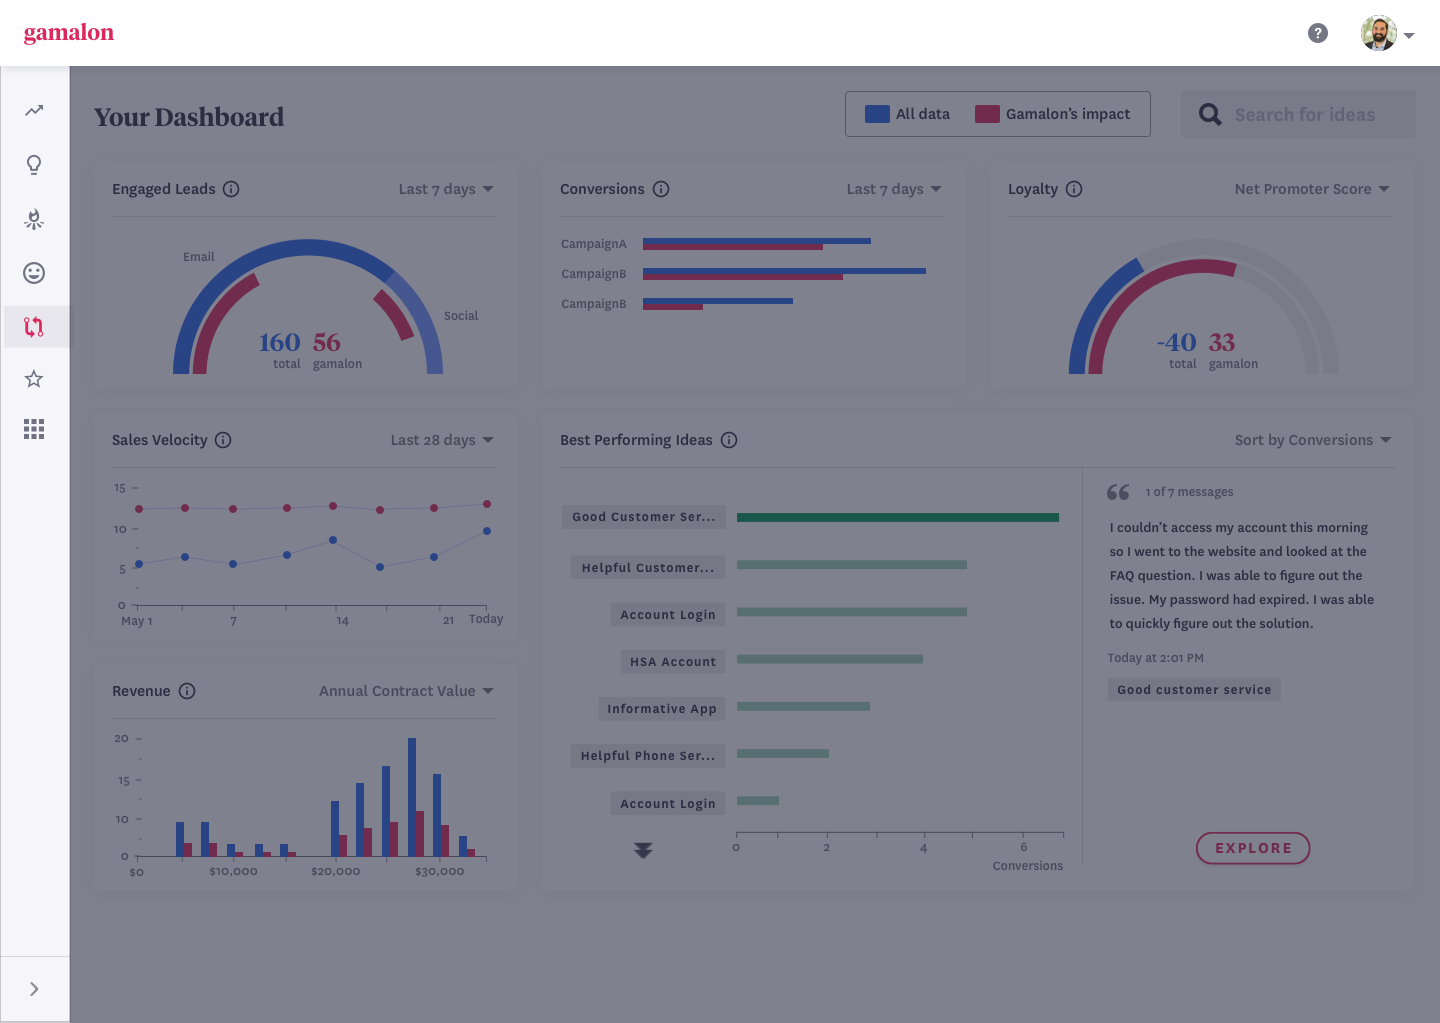 gamalon
?
Your Dashboard
All data
Gamalon's impact
Search for ideas
Engaged Leads
Last 7 days
Email
Social
160 56
total gamalon
Conversions
Last 7 days
CampaignA
CampaignB
CampaignB
Loyalty
Net Promoter Score
-40 33
total gamalon
Sales Velocity
Last 28 days
15
10
5
0
May 1 7 14 21 Today
Best Performing Ideas
Sort by Conversions
Good Customer Ser...
Helpful Customer...
Account Login
HSA Account
Informative App
Helpful Phone Ser...
Account Login
0 2 4 6
Conversions
1 of 7 messages
I couldn't access my account this morning
so I went to the website and looked at the
FAQ question. I was able to figure out the
issue. My password had expired. I was able
to quickly figure out the solution.
Today at 2:01 PM
Good customer service
EXPLORE
Revenue
Annual Contract Value
20
15
10
0
$0 $10,000 $20,000 $30,000